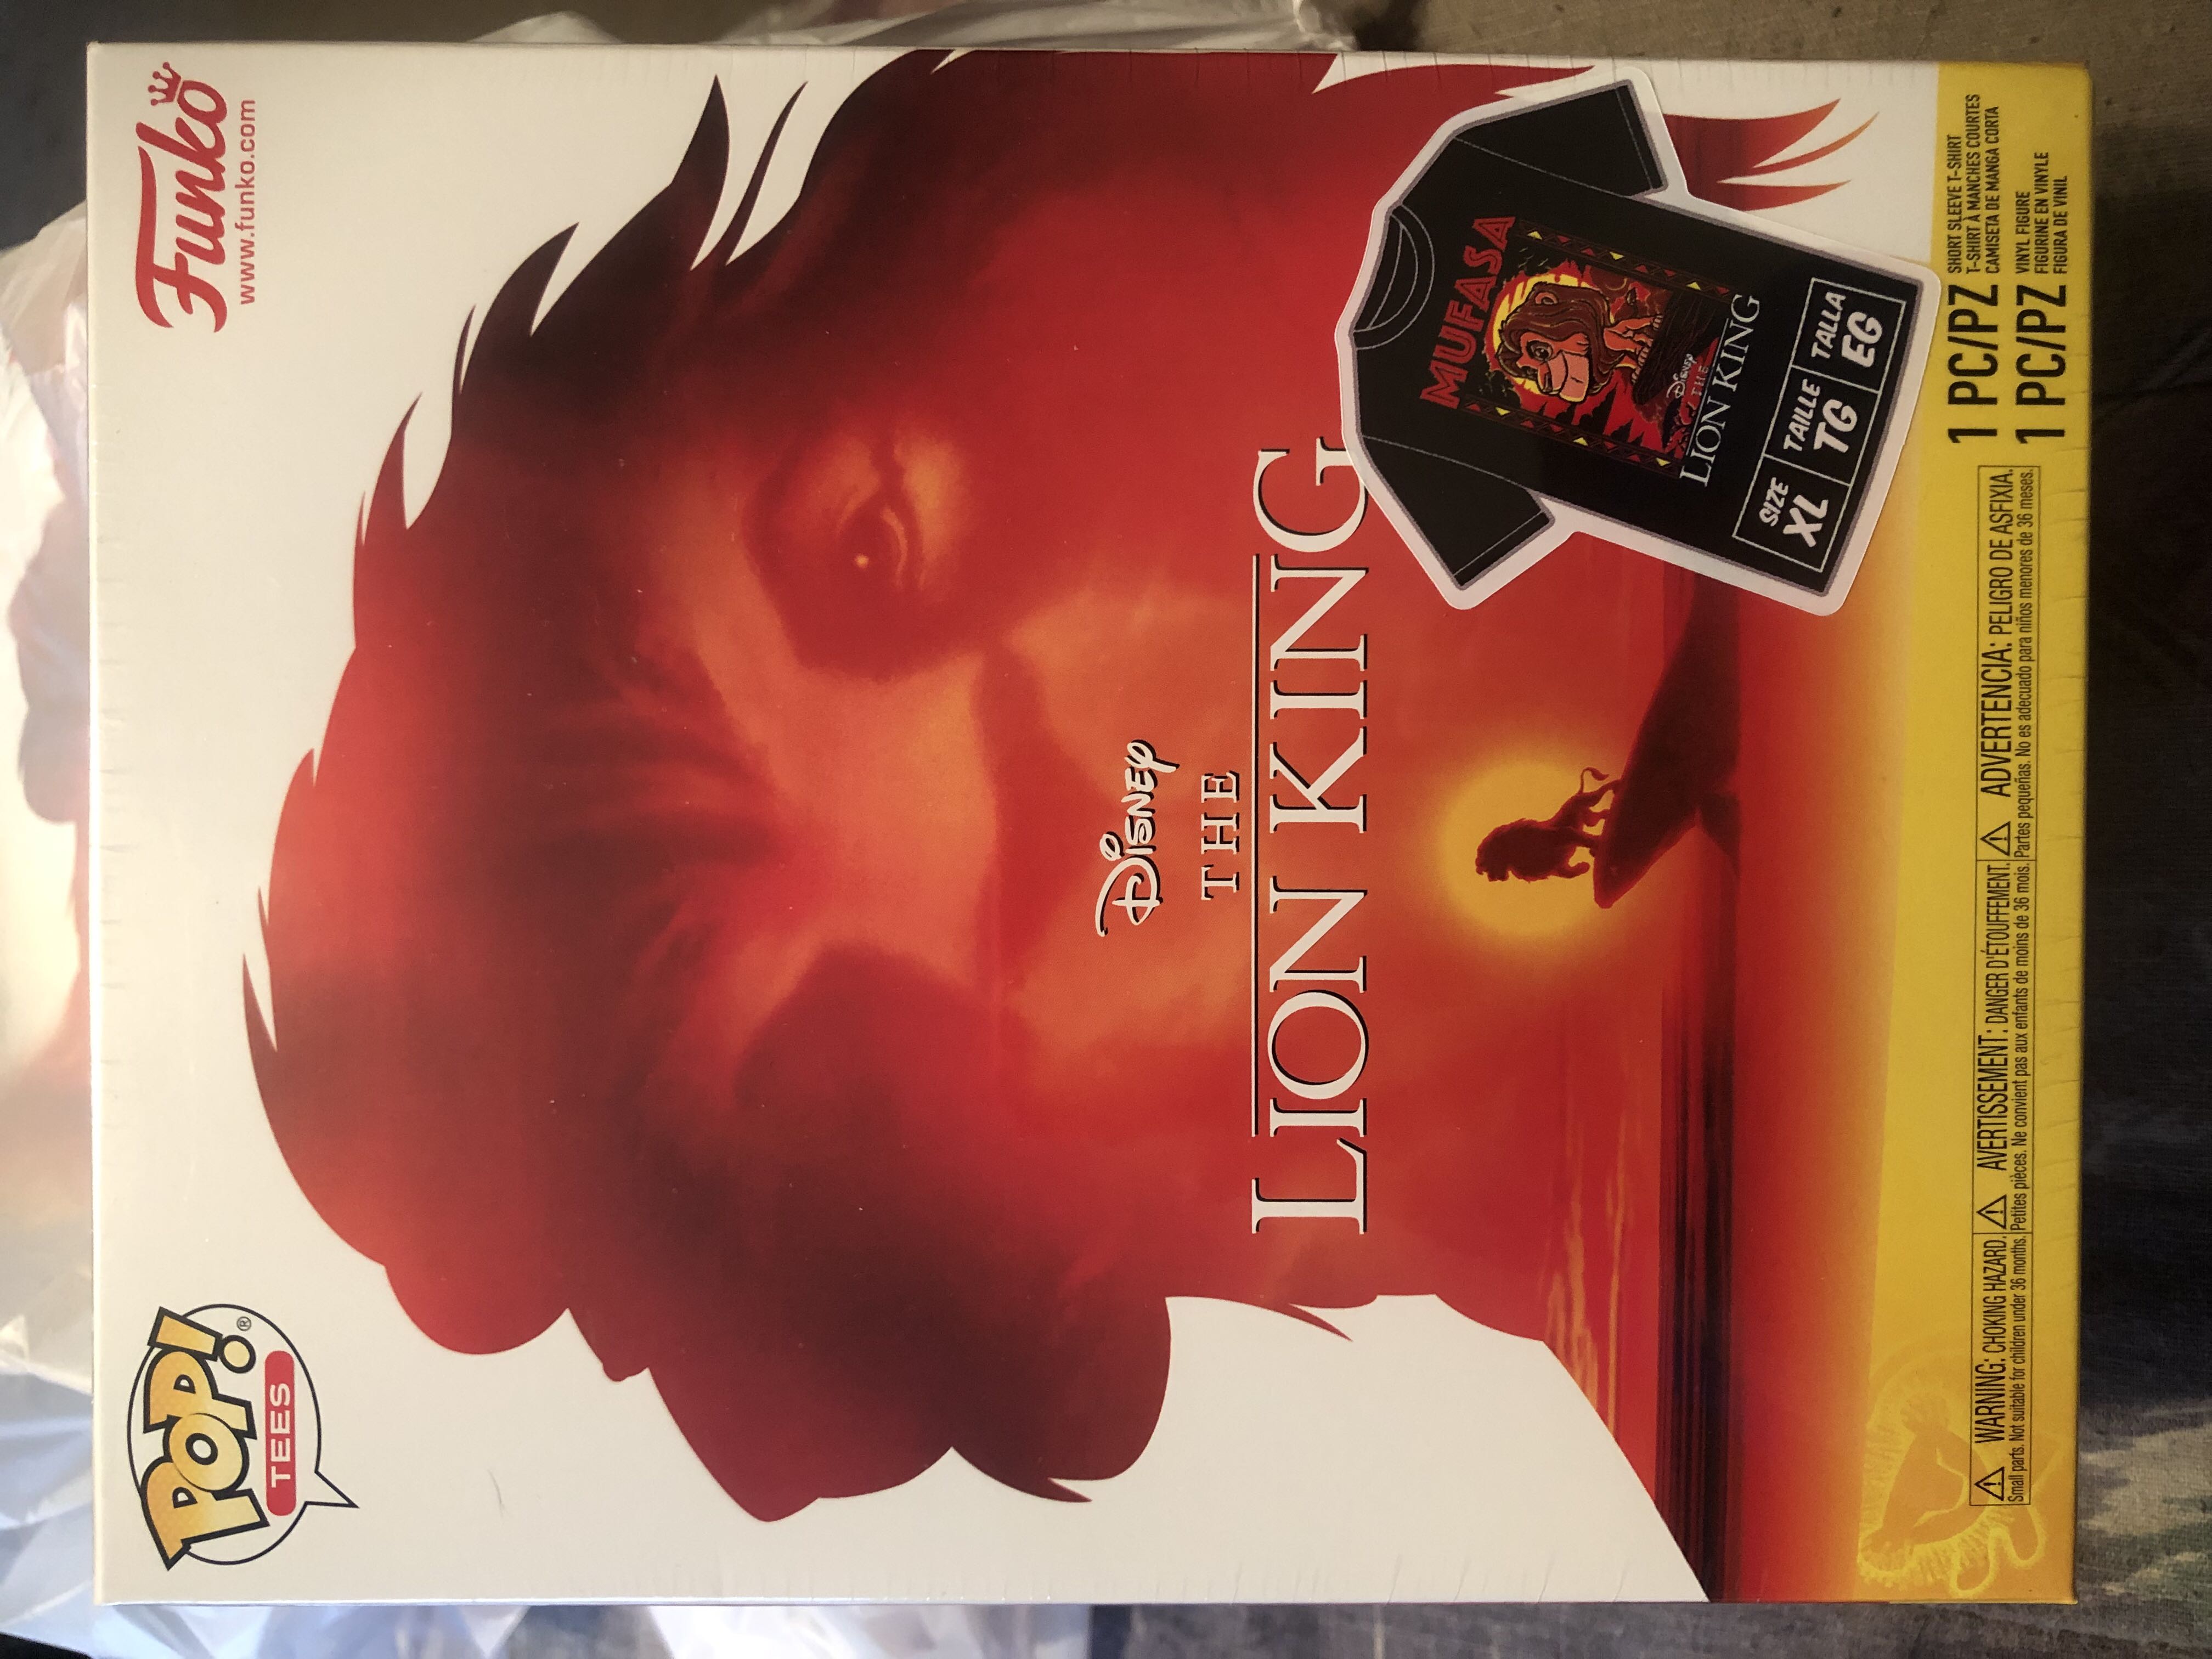 POP!®
TEES
Funko
www.funko.com
Disney
THE
LION KING
MUFASA
Disney
THE
LION KING
SIZE
XL
TAILLE
TG
TALLA
EG
⚠ WARNING: CHOKING HAZARD.
Small parts. Not suitable for children under 36 months.
⚠ AVERTISSEMENT: DANGER D'ÉTOUFFEMENT.
Petites pièces. Ne convient pas aux enfants de moins de 36 mois.
⚠ ADVERTENCIA: PELIGRO DE ASFIXIA.
Partes pequeñas. No es adecuado para niños menores de 36 meses.
1 PC/PZ
SHORT SLEEVE T-SHIRT
T-SHIRT À MANCHES COURTES
CAMISETA DE MANGA CORTA
1 PC/PZ
VINYL FIGURE
FIGURINE EN VINYLE
FIGURA DE VINIL